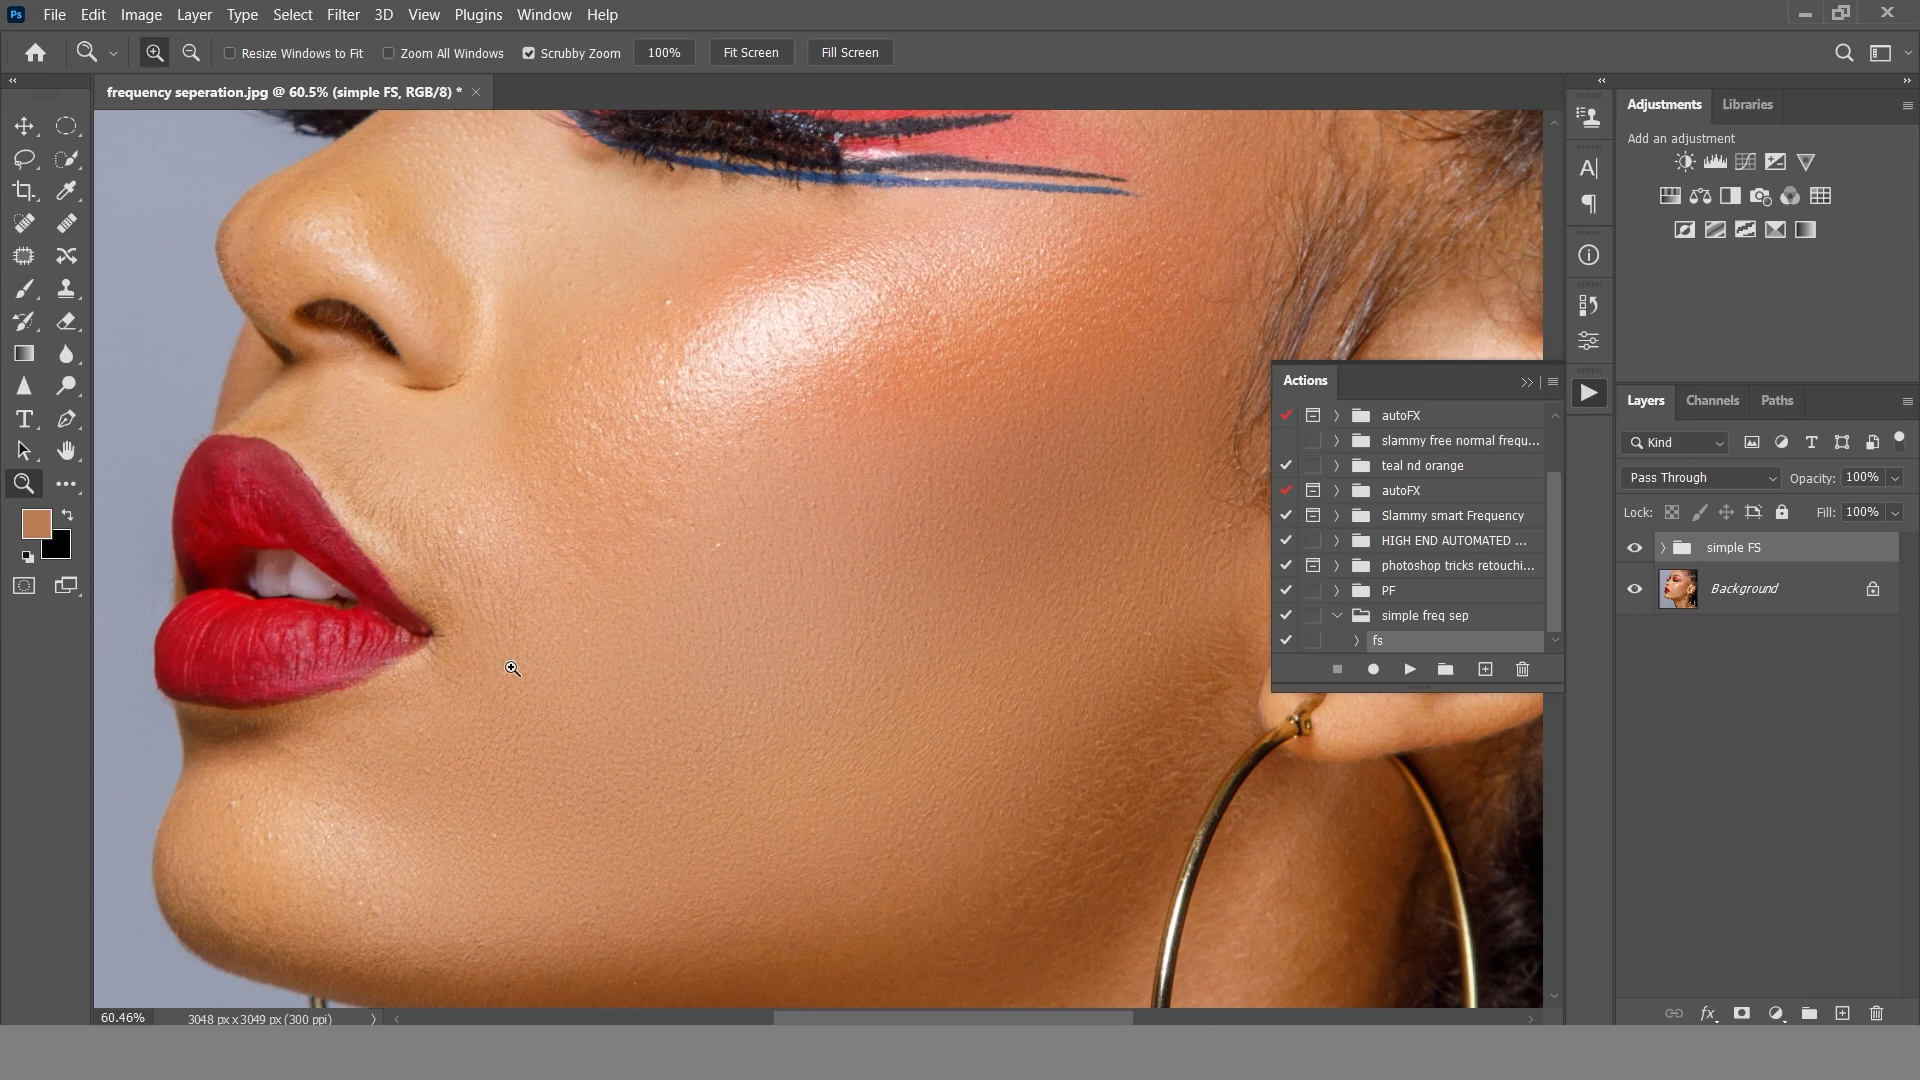 Ps File Edit Image Layer Type Select Filter 3D View Plugins Window Help
Resize Windows to Fit Zoom All Windows Scrubby Zoom 100% Fit Screen Fill Screen
frequency seperation.jpg @ 60.5% (simple FS, RGB/8) *
Adjustments Libraries
Add an adjustment
Actions
autoFX
slammy free normal frequ...
teal nd orange
autoFX
Slammy smart Frequency
HIGH END AUTOMATED ...
photoshop tricks retouchi...
PF
simple freq sep
fs
Layers Channels Paths
Kind
Pass Through Opacity: 100%
Lock: Fill: 100%
simple FS
Background
fx
60.46% 3048 px x 3049 px (300 ppi)